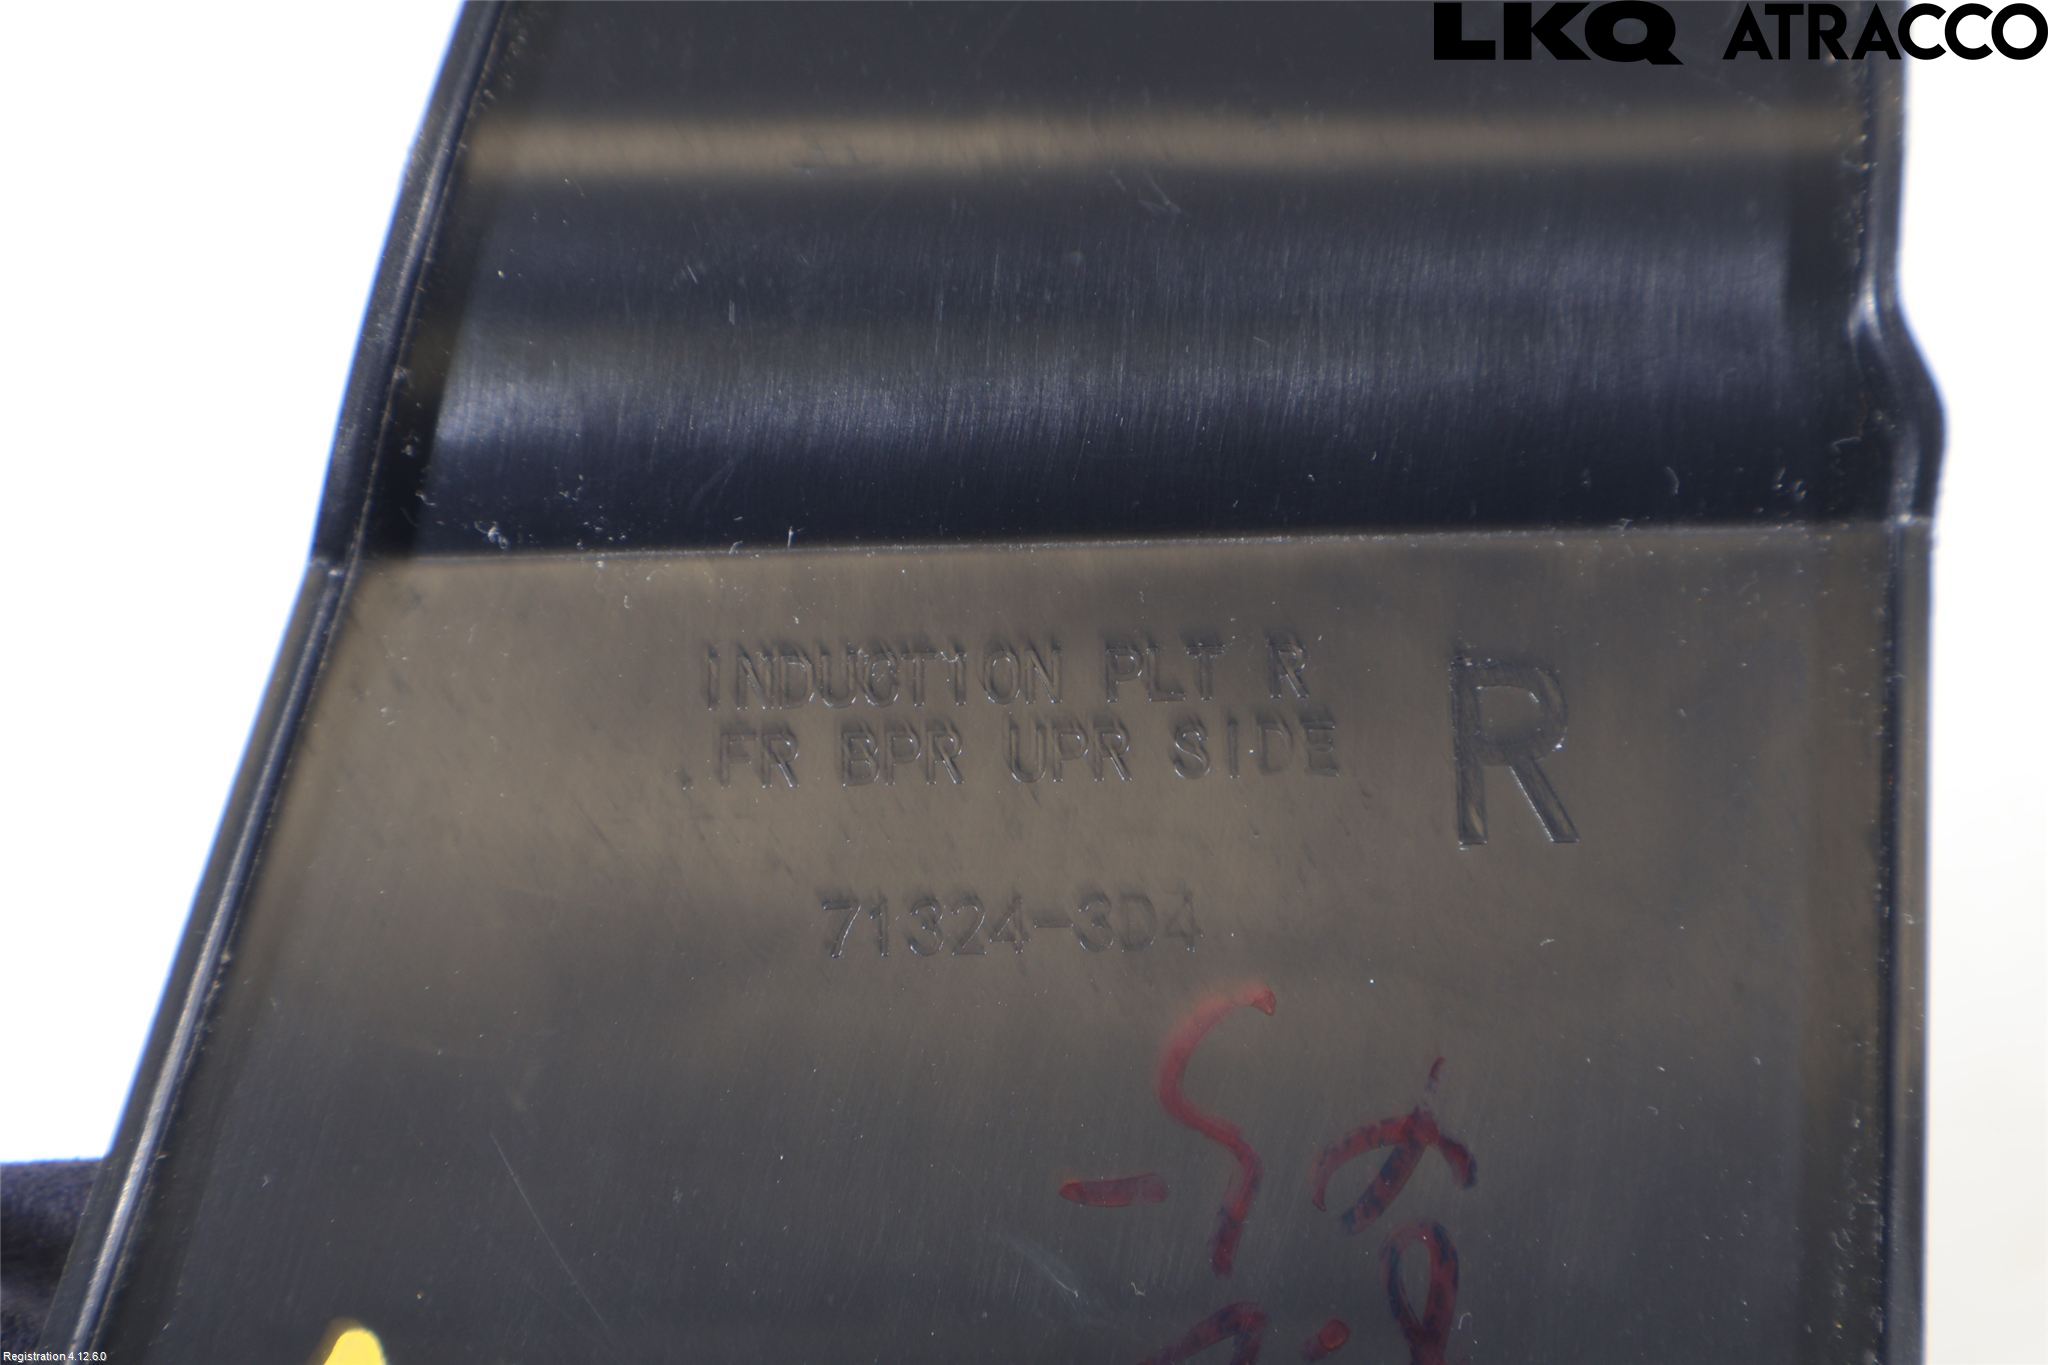 LKQ ATRACCO
INDUCTION PLT R
FR BPR UPR SIDE
R
71324-3D4
Registration 4.12.6.0